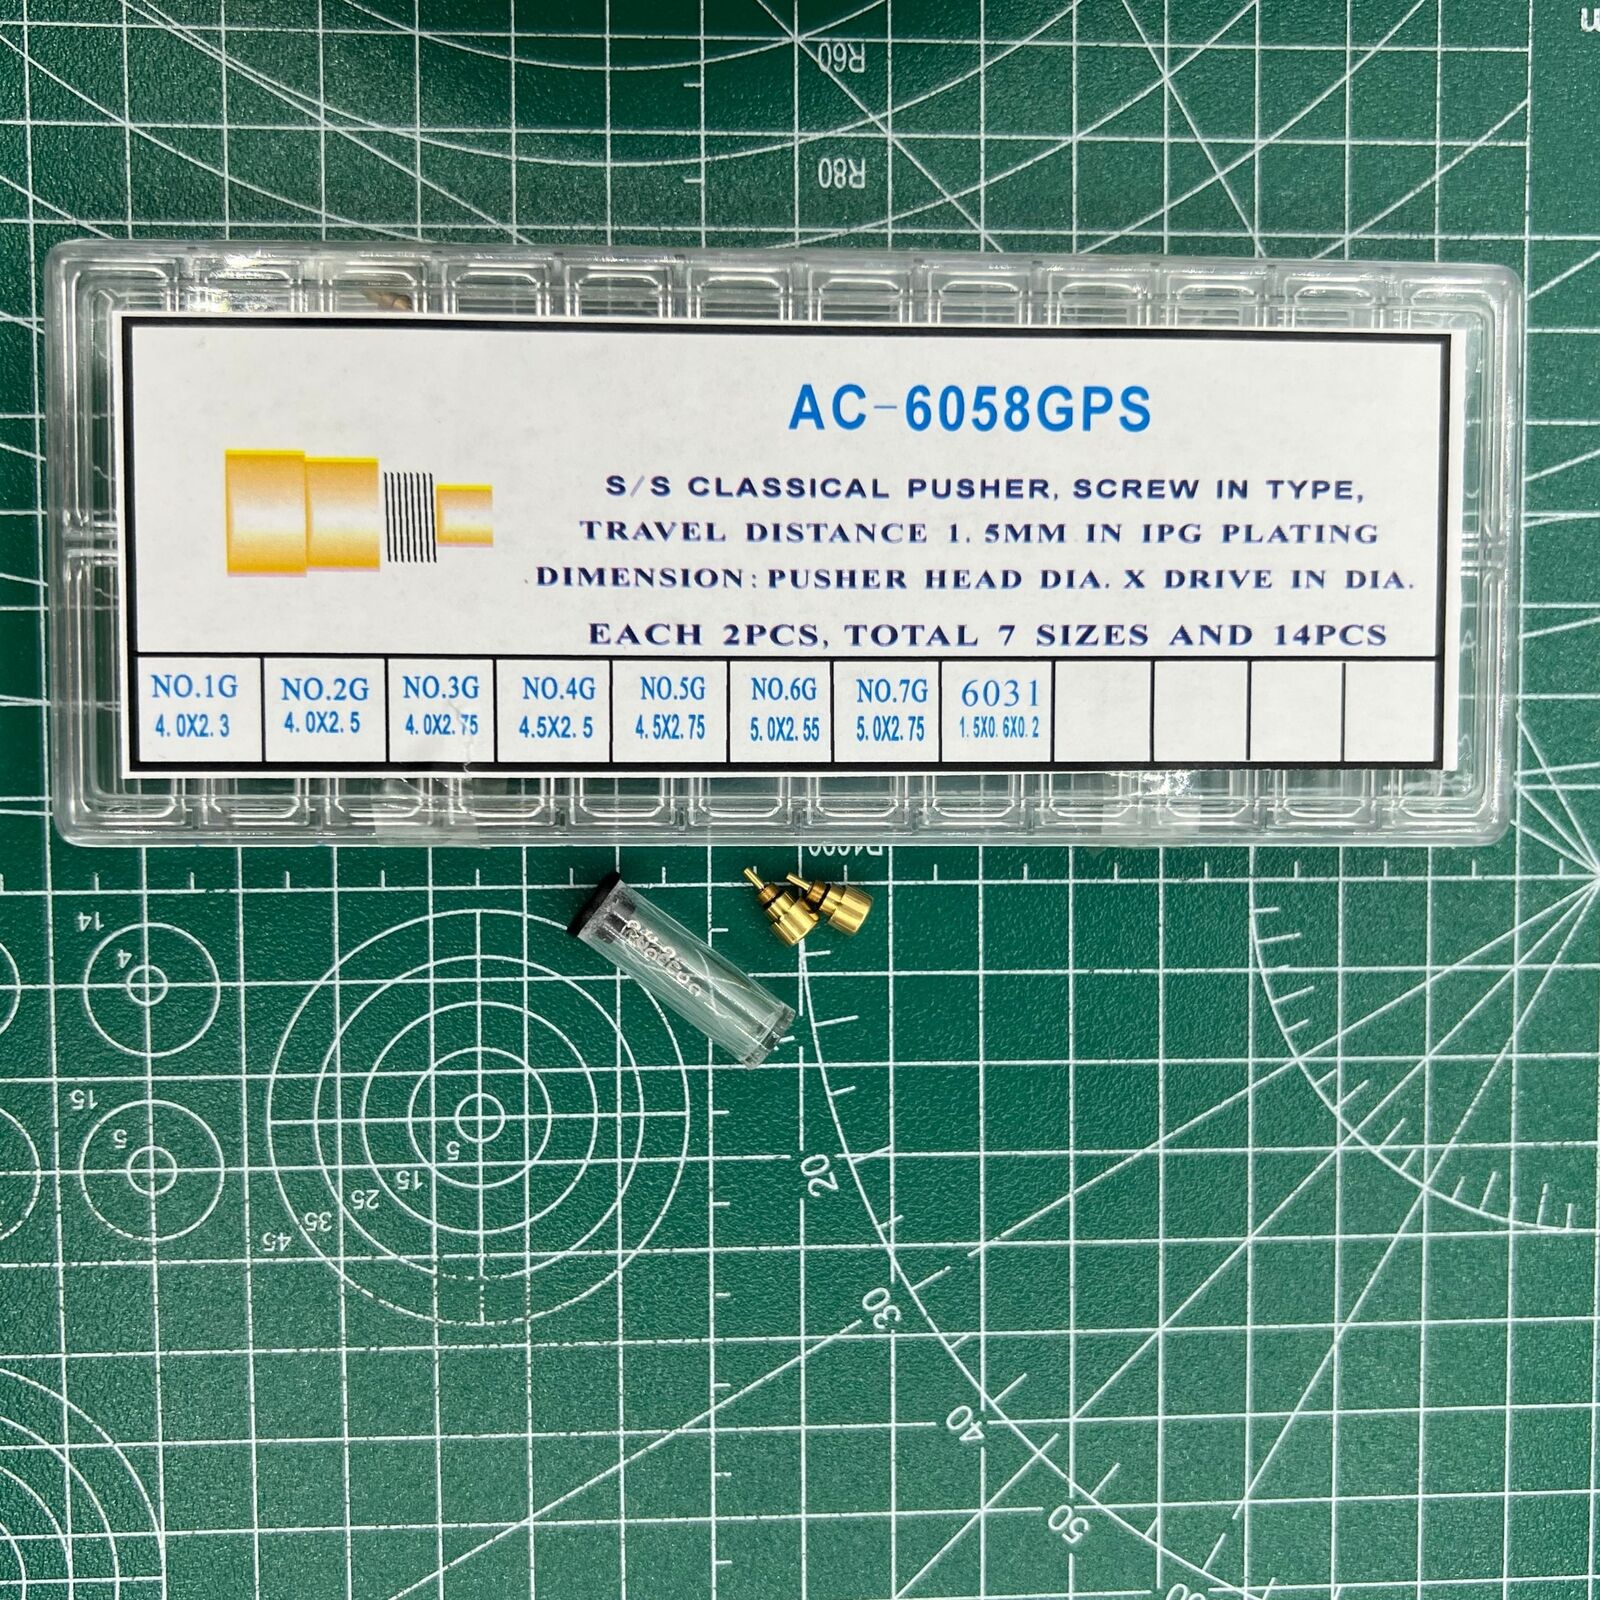 R60
R80
AC-6058GPS
S/S CLASSICAL PUSHER, SCREW IN TYPE,
TRAVEL DISTANCE 1.5MM IN IPG PLATING
DIMENSION: PUSHER HEAD DIA. X DRIVE IN DIA.
EACH 2PCS, TOTAL 7 SIZES AND 14PCS
NO.1G NO.2G NO.3G NO.4G NO.5G NO.6G NO.7G 6031
4.0X2.3 4.0X2.5 4.0X2.75 4.5X2.5 4.5X2.75 5.0X2.55 5.0X2.75 1.5X0.6X0.2
14
4
15
5
5
15
25
35
45
20
30
40
50